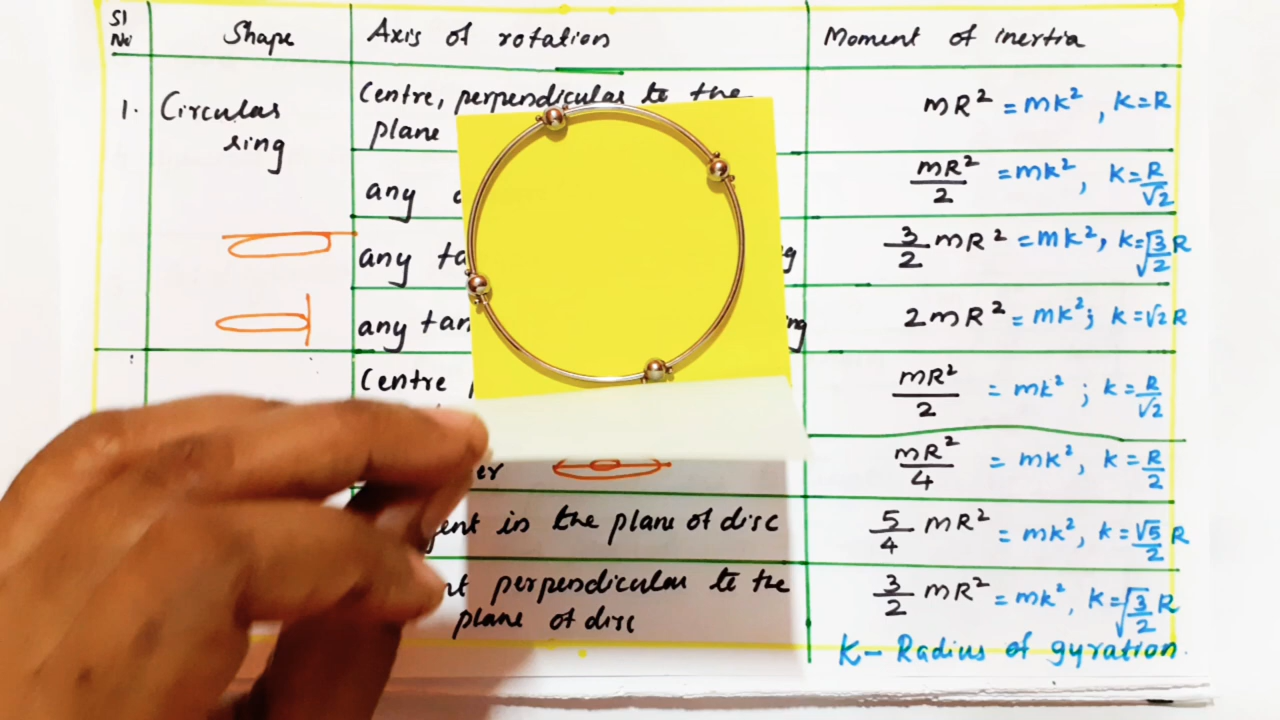 Sl No Shape Axis of rotation Moment of inertia
1. Circular ring
Centre, perpendicular to the
plane
mR² = mk², k=R
any
mR²/2 = mk², k=R/√2
any
3/2 mR² = mk², k=√3/√2 R
any tan
2mR² = mk²; k=√2R
Centre
mR²/2 = mk²; k=R/√2
er
mR²/4 = mk², k=R/2
in the plane of disc
5/4 mR² = mk², k=√5/2 R
perpendicular to the
plane of disc
3/2 mR² = mk², k=√3/2 R
K- Radius of gyration